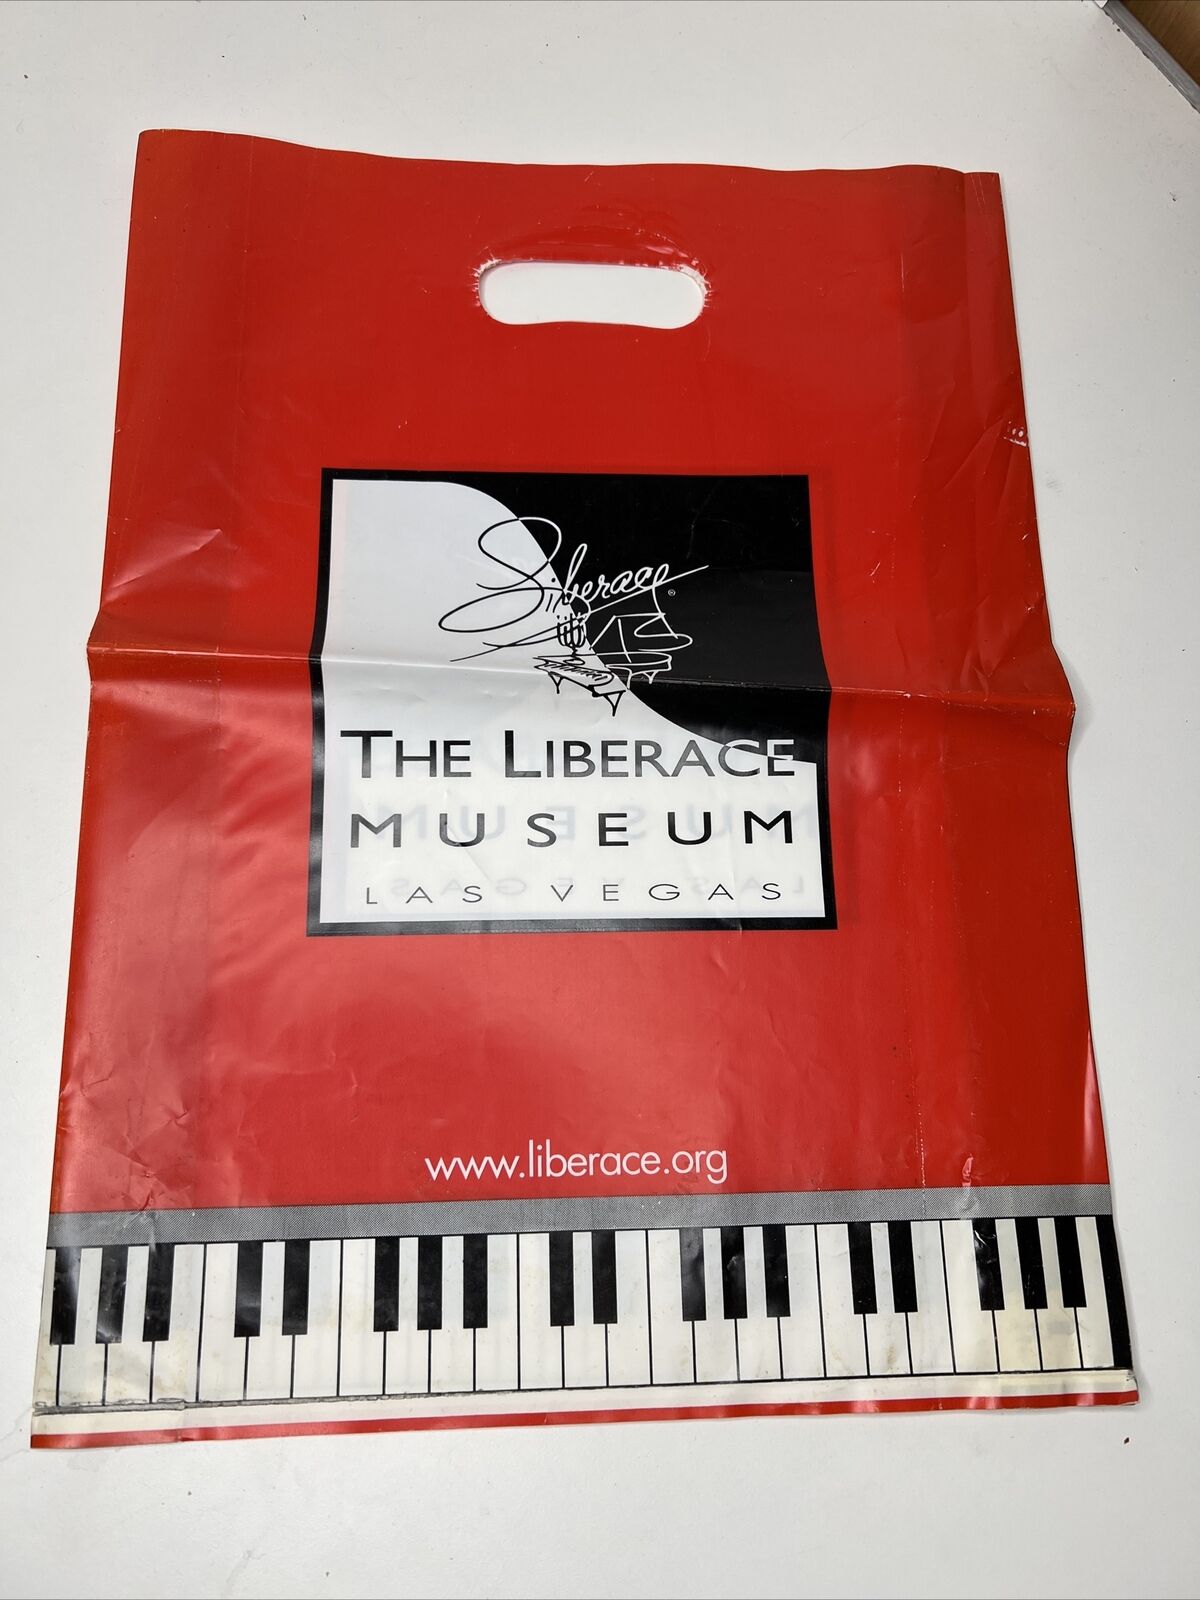 Liberace®
THE LIBERACE
MUSEUM
LAS VEGAS
www.liberace.org